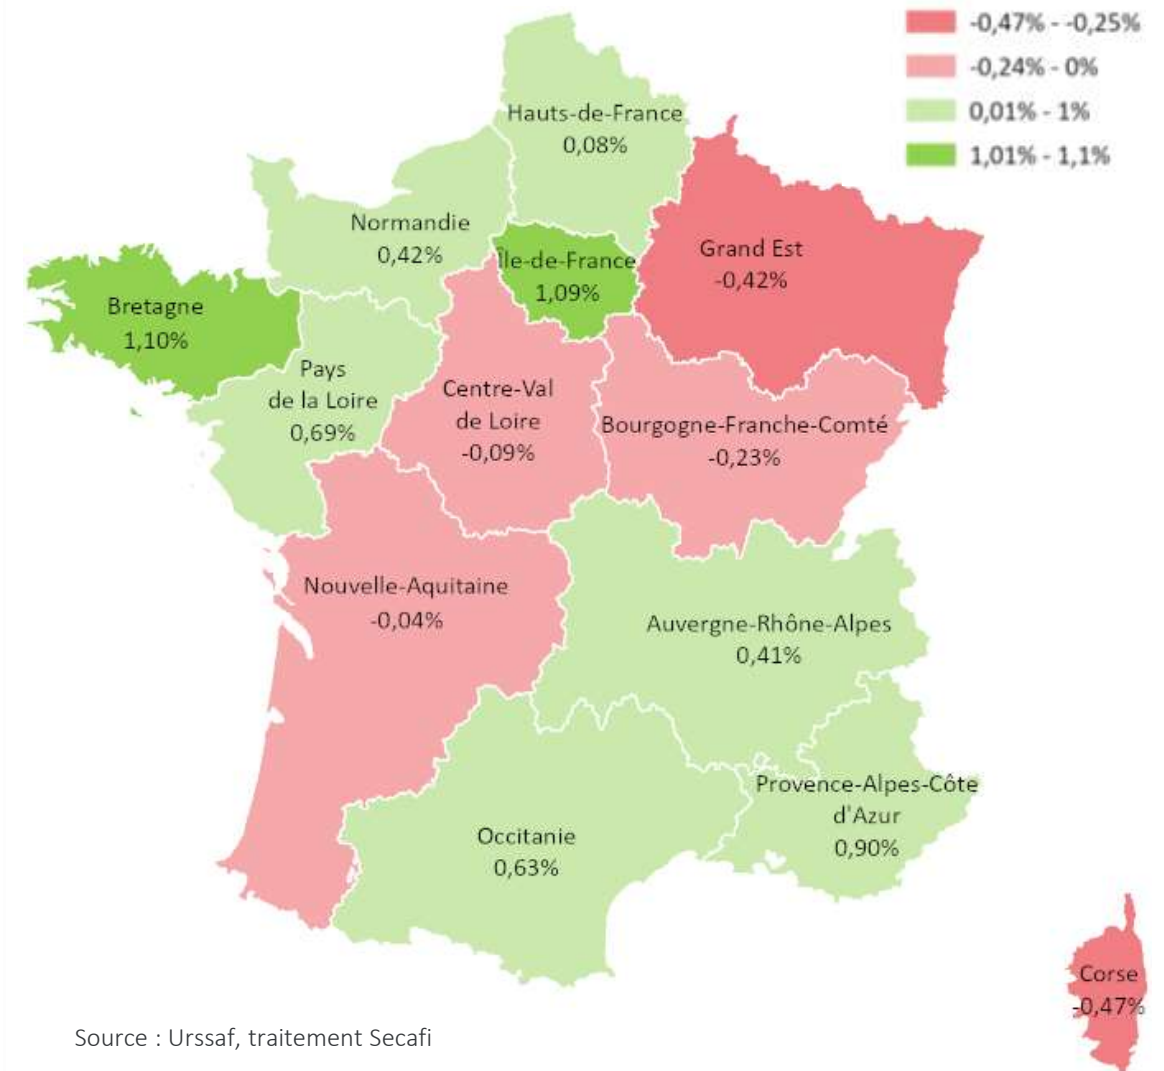 -0,47% - -0,25%
-0,24% - 0%
0,01% - 1%
1,01% - 1,1%
Hauts-de-France
0,08%
Normandie
0,42%
Île-de-France
1,09%
Grand Est
-0,42%
Bretagne
1,10%
Pays
de la Loire
0,69%
Centre-Val
de Loire
-0,09%
Bourgogne-Franche-Comté
-0,23%
Nouvelle-Aquitaine
-0,04%
Auvergne-Rhône-Alpes
0,41%
Provence-Alpes-Côte
d'Azur
0,90%
Occitanie
0,63%
Corse
-0,47%
Source : Urssaf, traitement Secafi